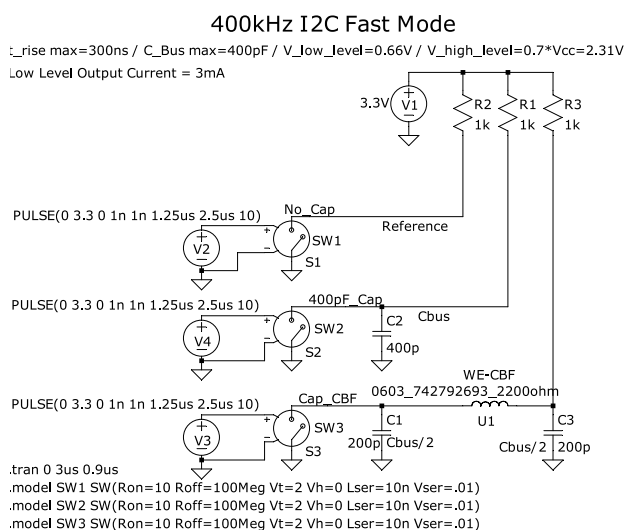 400kHz I2C Fast Mode
t_rise max=300ns / C_Bus max=400pF / V_low_level=0.66V / V_high_level=0.7*Vcc=2.31V
Low Level Output Current = 3mA
3.3V
V1
R2
1k
R1
1k
R3
1k
PULSE(0 3.3 0 1n 1n 1.25us 2.5us 10)
No_Cap
Reference
V2
SW1
S1
PULSE(0 3.3 0 1n 1n 1.25us 2.5us 10)
400pF_Cap
Cbus
V4
SW2
S2
C2
400p
WE-CBF
0603_742792693_2200ohm
PULSE(0 3.3 0 1n 1n 1.25us 2.5us 10)
Cap_CBF
V3
SW3
S3
C1
200p
Cbus/2
U1
C3
Cbus/2
200p
.tran 0 3us 0.9us
.model SW1 SW(Ron=10 Roff=100Meg Vt=2 Vh=0 Lser=10n Vser=.01)
.model SW2 SW(Ron=10 Roff=100Meg Vt=2 Vh=0 Lser=10n Vser=.01)
.model SW3 SW(Ron=10 Roff=100Meg Vt=2 Vh=0 Lser=10n Vser=.01)